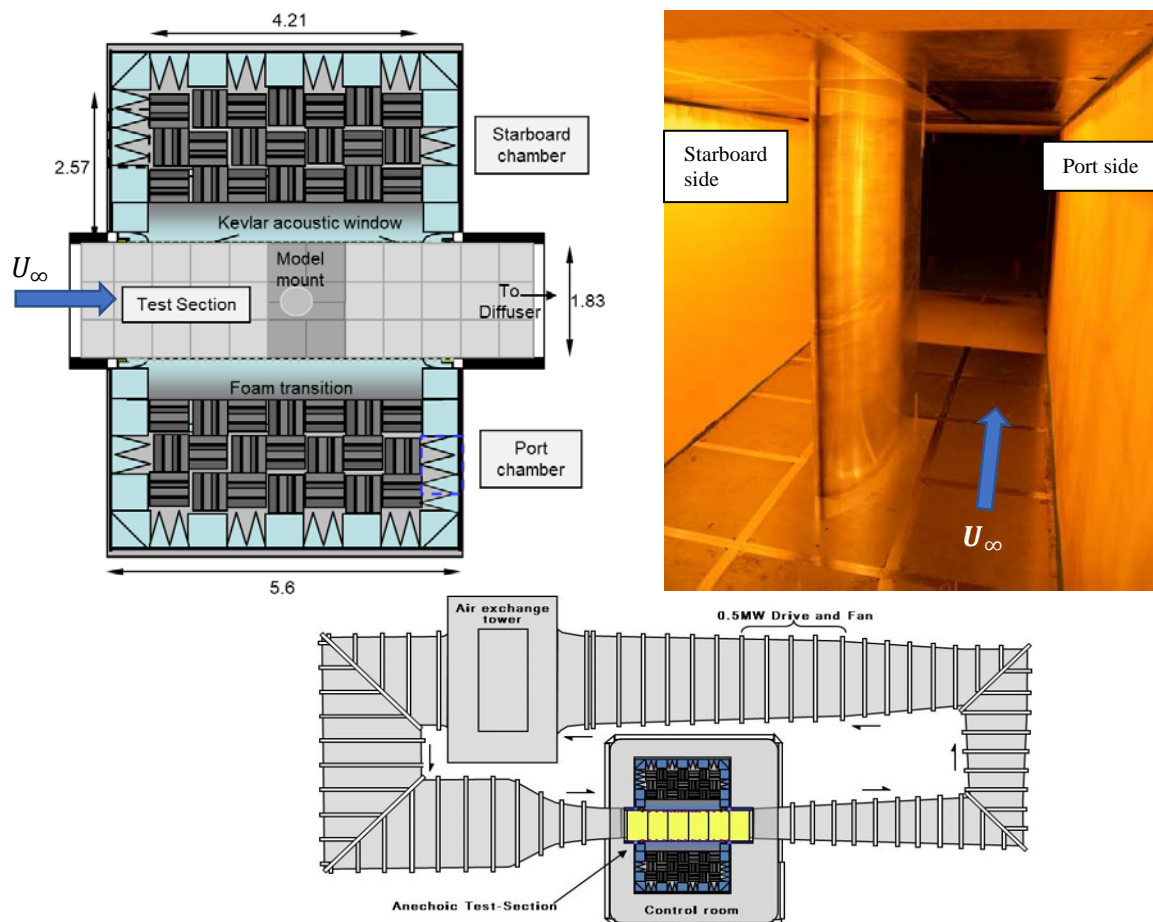 4.21
Starboard
chamber
2.57
Kevlar acoustic window
U∞
Model
mount
Test Section
To
Diffuser
1.83
Foam transition
Port
chamber
5.6
Starboard
side
Port side
U∞
Air exchange
tower
0.5MW Drive and Fan
Anechoic Test-Section
Control room